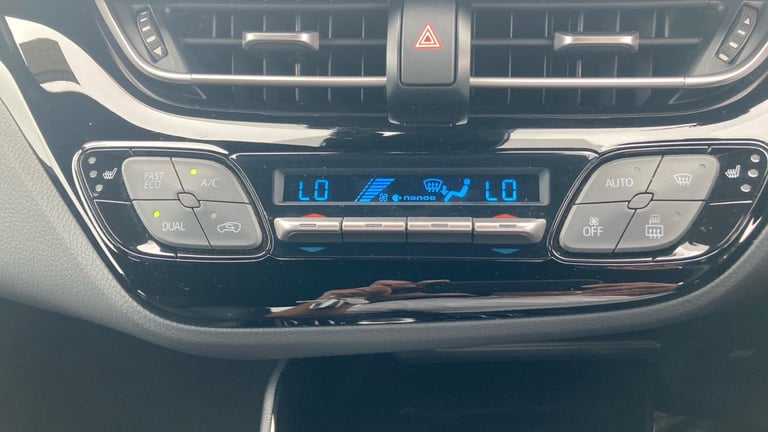 FAST
ECO
A/C
DUAL
LO
nanoe
LO
AUTO
OFF